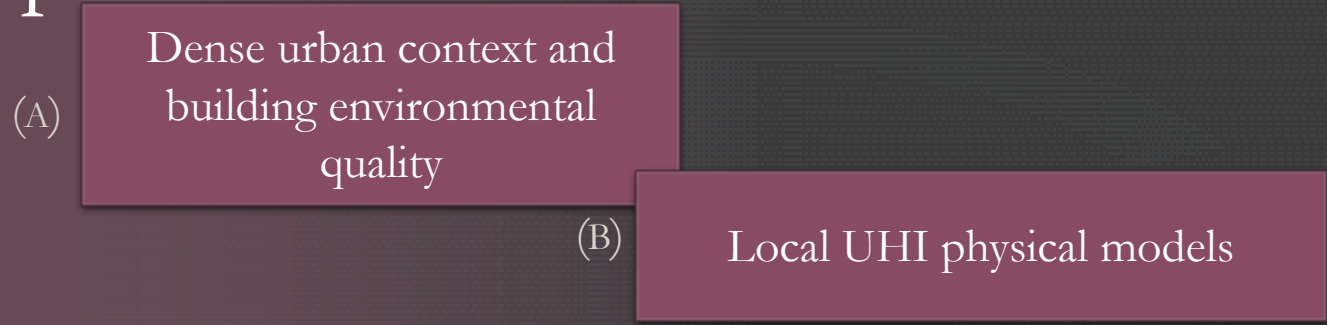 (A)
Dense urban context and
building environmental
quality
(B)
Local UHI physical models